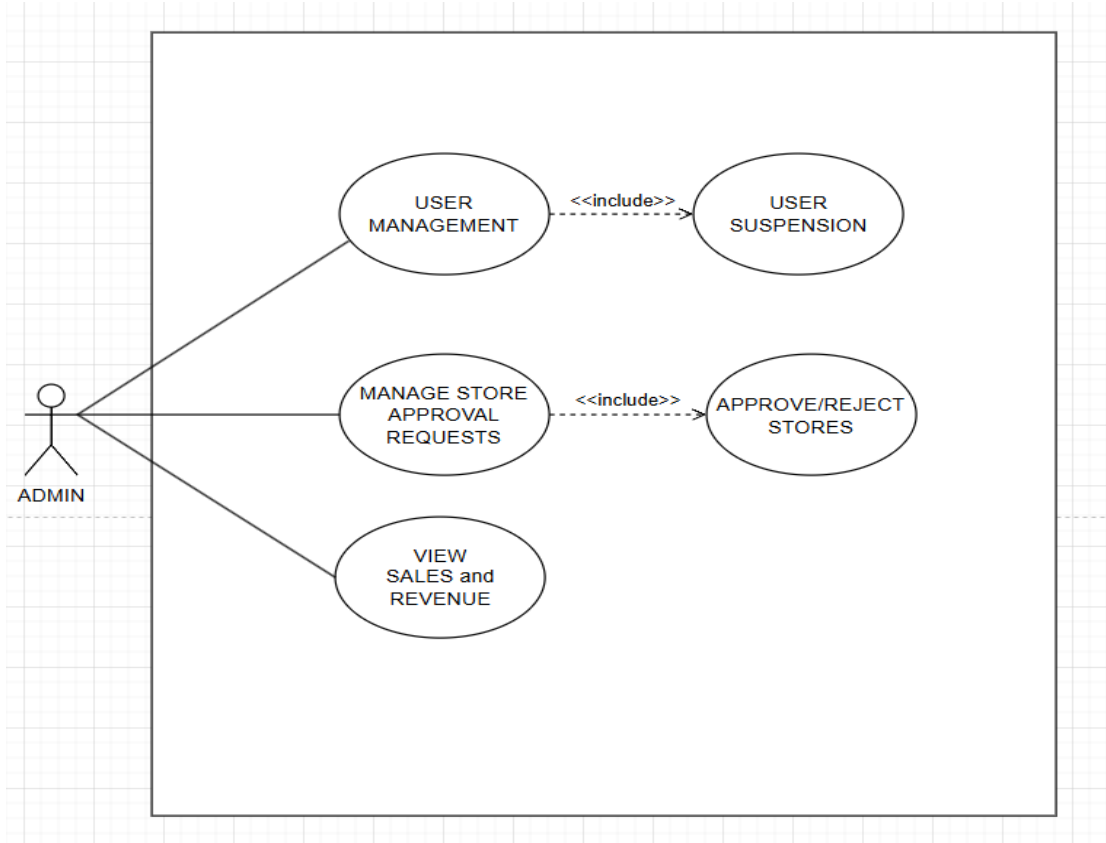 USER
MANAGEMENT
<<include>>
USER
SUSPENSION
MANAGE STORE
APPROVAL
REQUESTS
<<include>>
APPROVE/REJECT
STORES
ADMIN
VIEW
SALES and
REVENUE